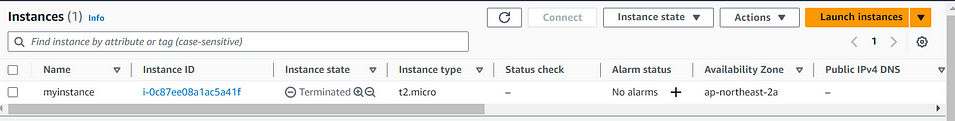 Instances (1) Info
Connect
Instance state
Actions
Launch instances
Find instance by attribute or tag (case-sensitive)
1
Name Instance ID Instance state Instance type Status check Alarm status Availability Zone Public IPv4 DNS
myinstance i-0c87ee08a1ac5a41f Terminated t2.micro – No alarms ap-northeast-2a –